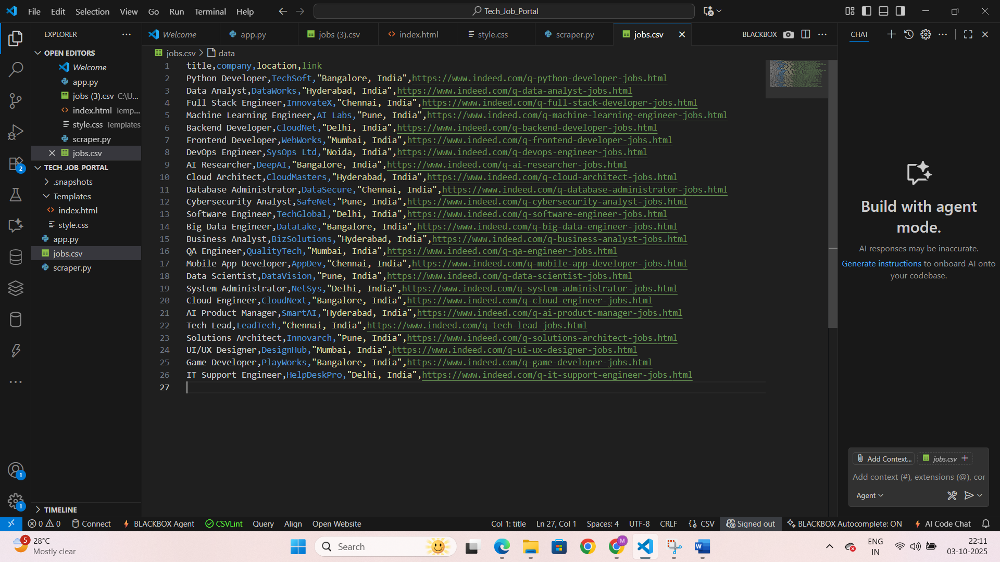 File Edit Selection View Go Run Terminal Help
Tech_Job_Portal
EXPLORER
OPEN EDITORS
Welcome
app.py
jobs (3).csv C:\U...
index.html Temp...
style.css Templates
scraper.py
jobs.csv
TECH_JOB_PORTAL
.snapshots
Templates
index.html
style.css
app.py
jobs.csv
scraper.py
TIMELINE
2
1
1
Welcome app.py jobs (3).csv index.html style.css scraper.py jobs.csv
BLACKBOX
jobs.csv > data
1 title,company,location,link
2 Python Developer,TechSoft,"Bangalore, India",https://www.indeed.com/q-python-developer-jobs.html
3 Data Analyst,DataWorks,"Hyderabad, India",https://www.indeed.com/q-data-analyst-jobs.html
4 Full Stack Engineer,InnovateX,"Chennai, India",https://www.indeed.com/q-full-stack-developer-jobs.html
5 Machine Learning Engineer,AI Labs,"Pune, India",https://www.indeed.com/q-machine-learning-engineer-jobs.html
6 Backend Developer,CloudNet,"Delhi, India",https://www.indeed.com/q-backend-developer-jobs.html
7 Frontend Developer,WebWorks,"Mumbai, India",https://www.indeed.com/q-frontend-developer-jobs.html
8 DevOps Engineer,SysOps Ltd,"Noida, India",https://www.indeed.com/q-devops-engineer-jobs.html
9 AI Researcher,DeepAI,"Bangalore, India",https://www.indeed.com/q-ai-researcher-jobs.html
10 Cloud Architect,CloudMasters,"Hyderabad, India",https://www.indeed.com/q-cloud-architect-jobs.html
11 Database Administrator,DataSecure,"Chennai, India",https://www.indeed.com/q-database-administrator-jobs.html
12 Cybersecurity Analyst,SafeNet,"Pune, India",https://www.indeed.com/q-cybersecurity-analyst-jobs.html
13 Software Engineer,TechGlobal,"Delhi, India",https://www.indeed.com/q-software-engineer-jobs.html
14 Big Data Engineer,DataLake,"Bangalore, India",https://www.indeed.com/q-big-data-engineer-jobs.html
15 Business Analyst,BizSolutions,"Hyderabad, India",https://www.indeed.com/q-business-analyst-jobs.html
16 QA Engineer,QualityTech,"Mumbai, India",https://www.indeed.com/q-qa-engineer-jobs.html
17 Mobile App Developer,AppDev,"Chennai, India",https://www.indeed.com/q-mobile-app-developer-jobs.html
18 Data Scientist,DataVision,"Pune, India",https://www.indeed.com/q-data-scientist-jobs.html
19 System Administrator,NetSys,"Delhi, India",https://www.indeed.com/q-system-administrator-jobs.html
20 Cloud Engineer,CloudNext,"Bangalore, India",https://www.indeed.com/q-cloud-engineer-jobs.html
21 AI Product Manager,SmartAI,"Hyderabad, India",https://www.indeed.com/q-ai-product-manager-jobs.html
22 Tech Lead,LeadTech,"Chennai, India",https://www.indeed.com/q-tech-lead-jobs.html
23 Solutions Architect,Innovarch,"Pune, India",https://www.indeed.com/q-solutions-architect-jobs.html
24 UI/UX Designer,DesignHub,"Mumbai, India",https://www.indeed.com/q-ui-ux-designer-jobs.html
25 Game Developer,PlayWorks,"Bangalore, India",https://www.indeed.com/q-game-developer-jobs.html
26 IT Support Engineer,HelpDeskPro,"Delhi, India",https://www.indeed.com/q-it-support-engineer-jobs.html
27
CHAT
Build with agent
mode.
AI responses may be inaccurate.
Generate instructions to onboard AI onto
your codebase.
Add Context... jobs.csv
Add context (#), extensions (@), cor
Agent
0 0 Connect BLACKBOX Agent CSVLint Query Align Open Website
Col 1: title Ln 27, Col 1 Spaces: 4 UTF-8 CRLF CSV Signed out BLACKBOX Autocomplete: ON AI Code Chat
5
28°C
Mostly clear
Search
M
W
ENG
IN
22:11
03-10-2025